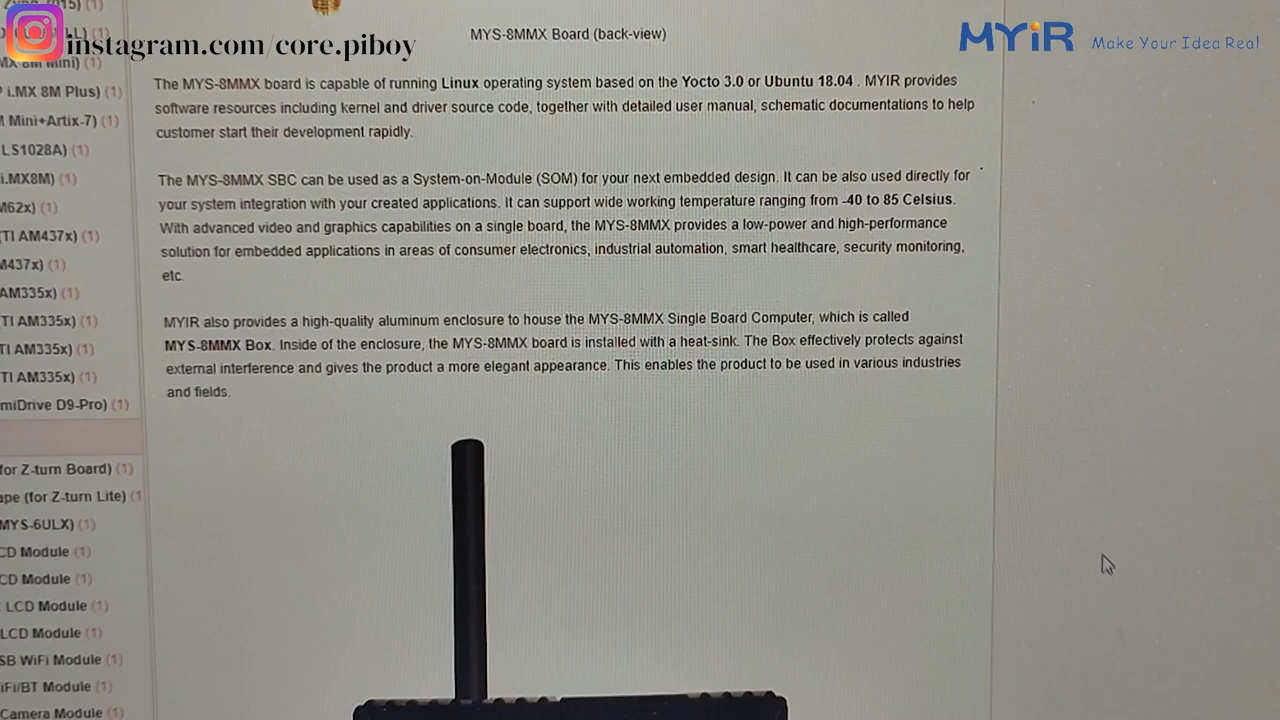 instagram.com/core.piboy
MYiR Make Your Idea Real
MYS-8MMX Board (back-view)
The MYS-8MMX board is capable of running Linux operating system based on the Yocto 3.0 or Ubuntu 18.04 . MYIR provides
software resources including kernel and driver source code, together with detailed user manual, schematic documentations to help
customer start their development rapidly.
The MYS-8MMX SBC can be used as a System-on-Module (SOM) for your next embedded design. It can be also used directly for
your system integration with your created applications. It can support wide working temperature ranging from -40 to 85 Celsius.
With advanced video and graphics capabilities on a single board, the MYS-8MMX provides a low-power and high-performance
solution for embedded applications in areas of consumer electronics, industrial automation, smart healthcare, security monitoring,
etc.
MYIR also provides a high-quality aluminum enclosure to house the MYS-8MMX Single Board Computer, which is called
MYS-8MMX Box. Inside of the enclosure, the MYS-8MMX board is installed with a heat-sink. The Box effectively protects against
external interference and gives the product a more elegant appearance. This enables the product to be used in various industries
and fields.
8M Mini) (1)
i.MX 8M Plus) (1)
Mini+Artix-7) (1)
LS1028A) (1)
i.MX8M) (1)
M62x) (1)
TI AM437x) (1)
M437x) (1)
AM335x) (1)
TI AM335x) (1)
TI AM335x) (1)
TI AM335x) (1)
miDrive D9-Pro) (1)
for Z-turn Board) (1)
ape (for Z-turn Lite) (1
MYS-6ULX) (1)
CD Module (1)
CD Module (1)
LCD Module (1)
LCD Module (1)
SB WiFi Module (1)
iFi/BT Module (1)
Camera Module (1)